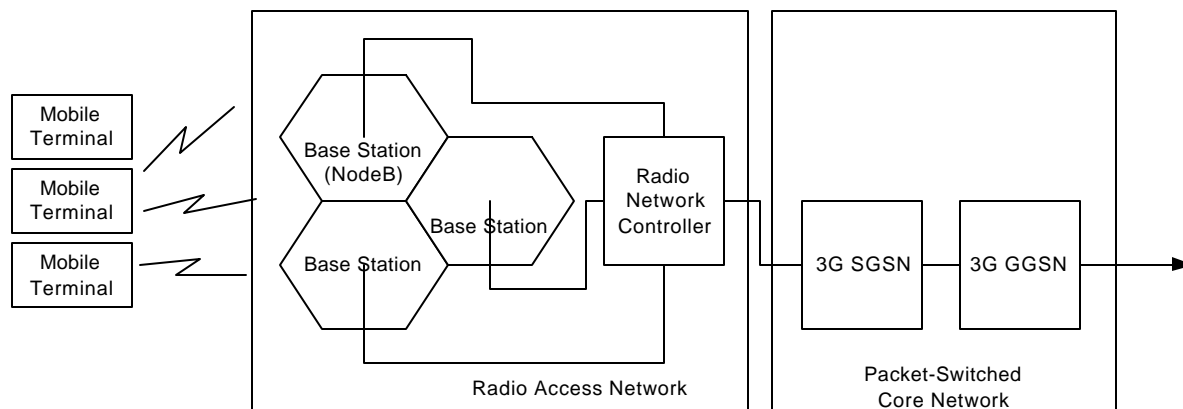 Mobile
Terminal
Mobile
Terminal
Mobile
Terminal
Base Station
(NodeB)
Base Station
Base Station
Radio
Network
Controller
Radio Access Network
3G SGSN
3G GGSN
Packet-Switched
Core Network